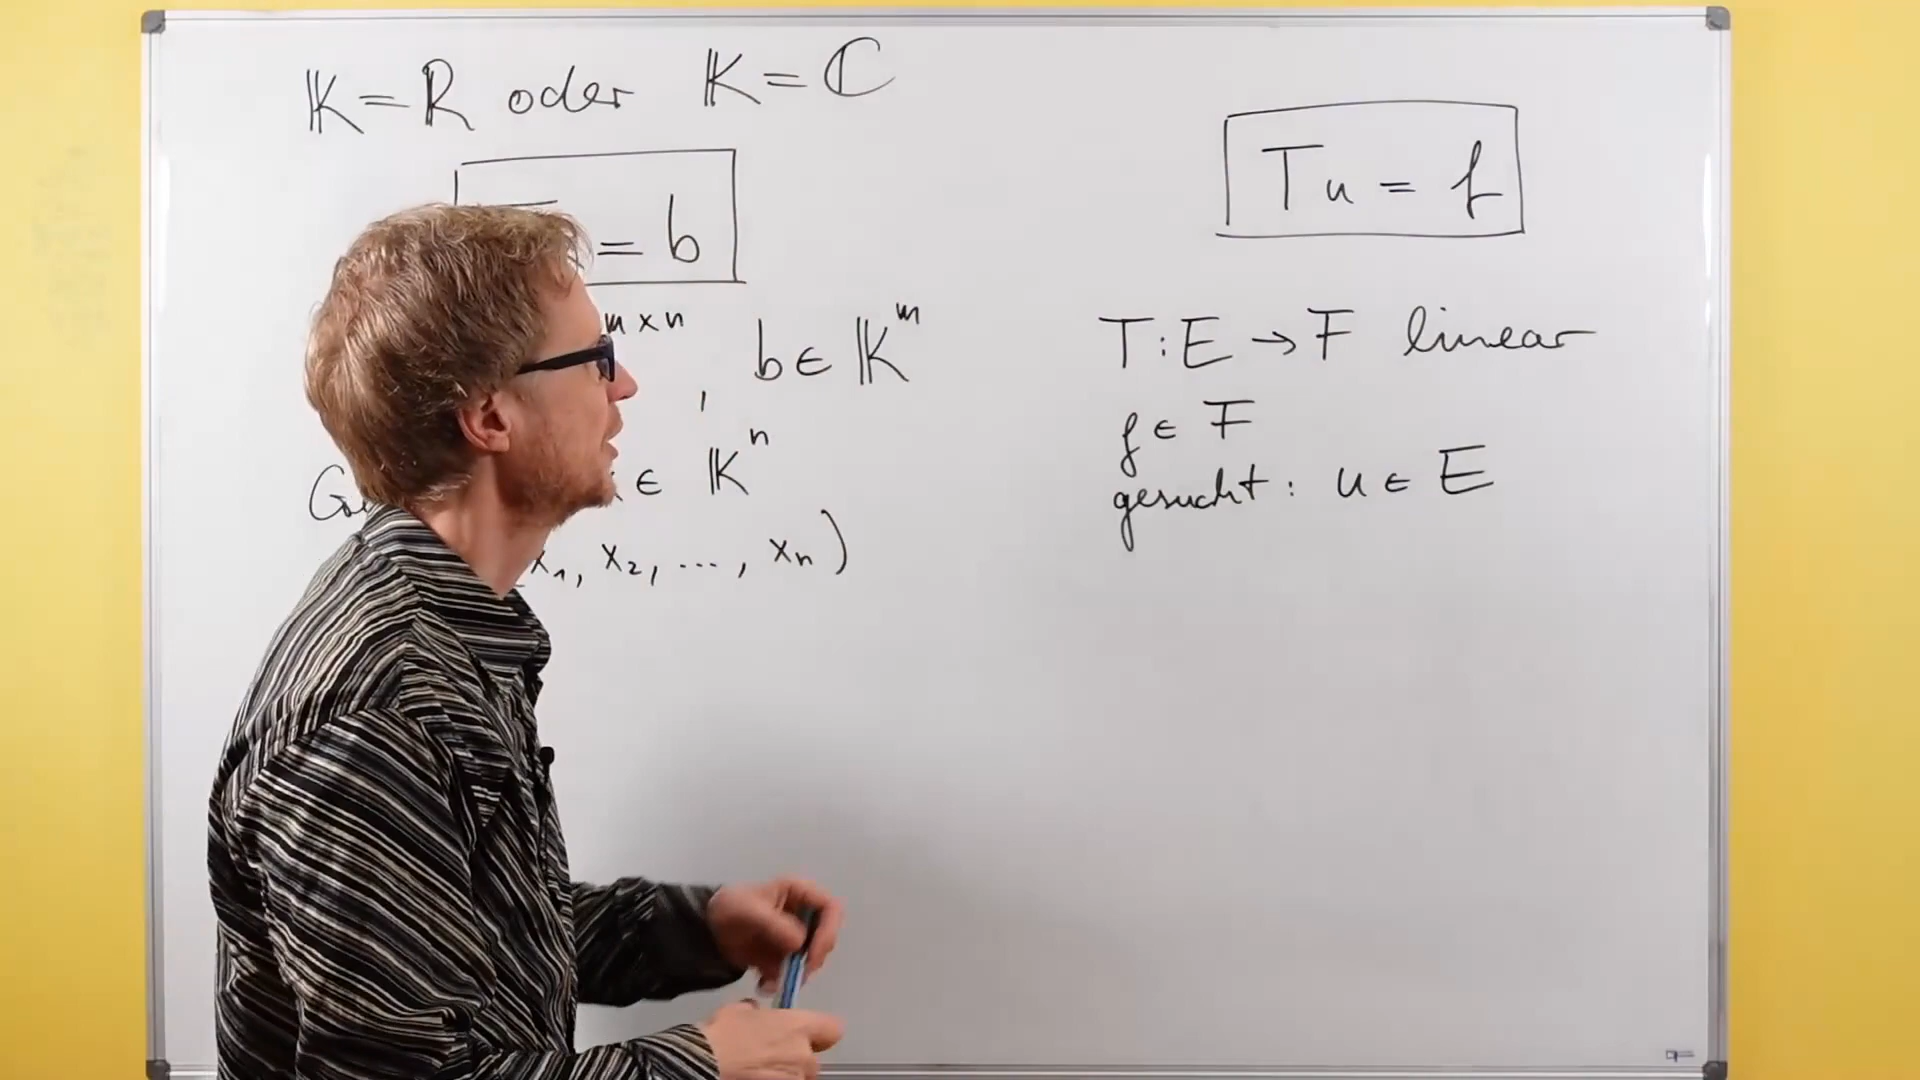 𝕂 = ℝ oder 𝕂 = ℂ
= b
m × n , b ∈ 𝕂^m
∈ 𝕂^n
x₁, x₂, ..., xₙ)
Tu = f
T : E → F linear
f ∈ F
gesucht : u ∈ E